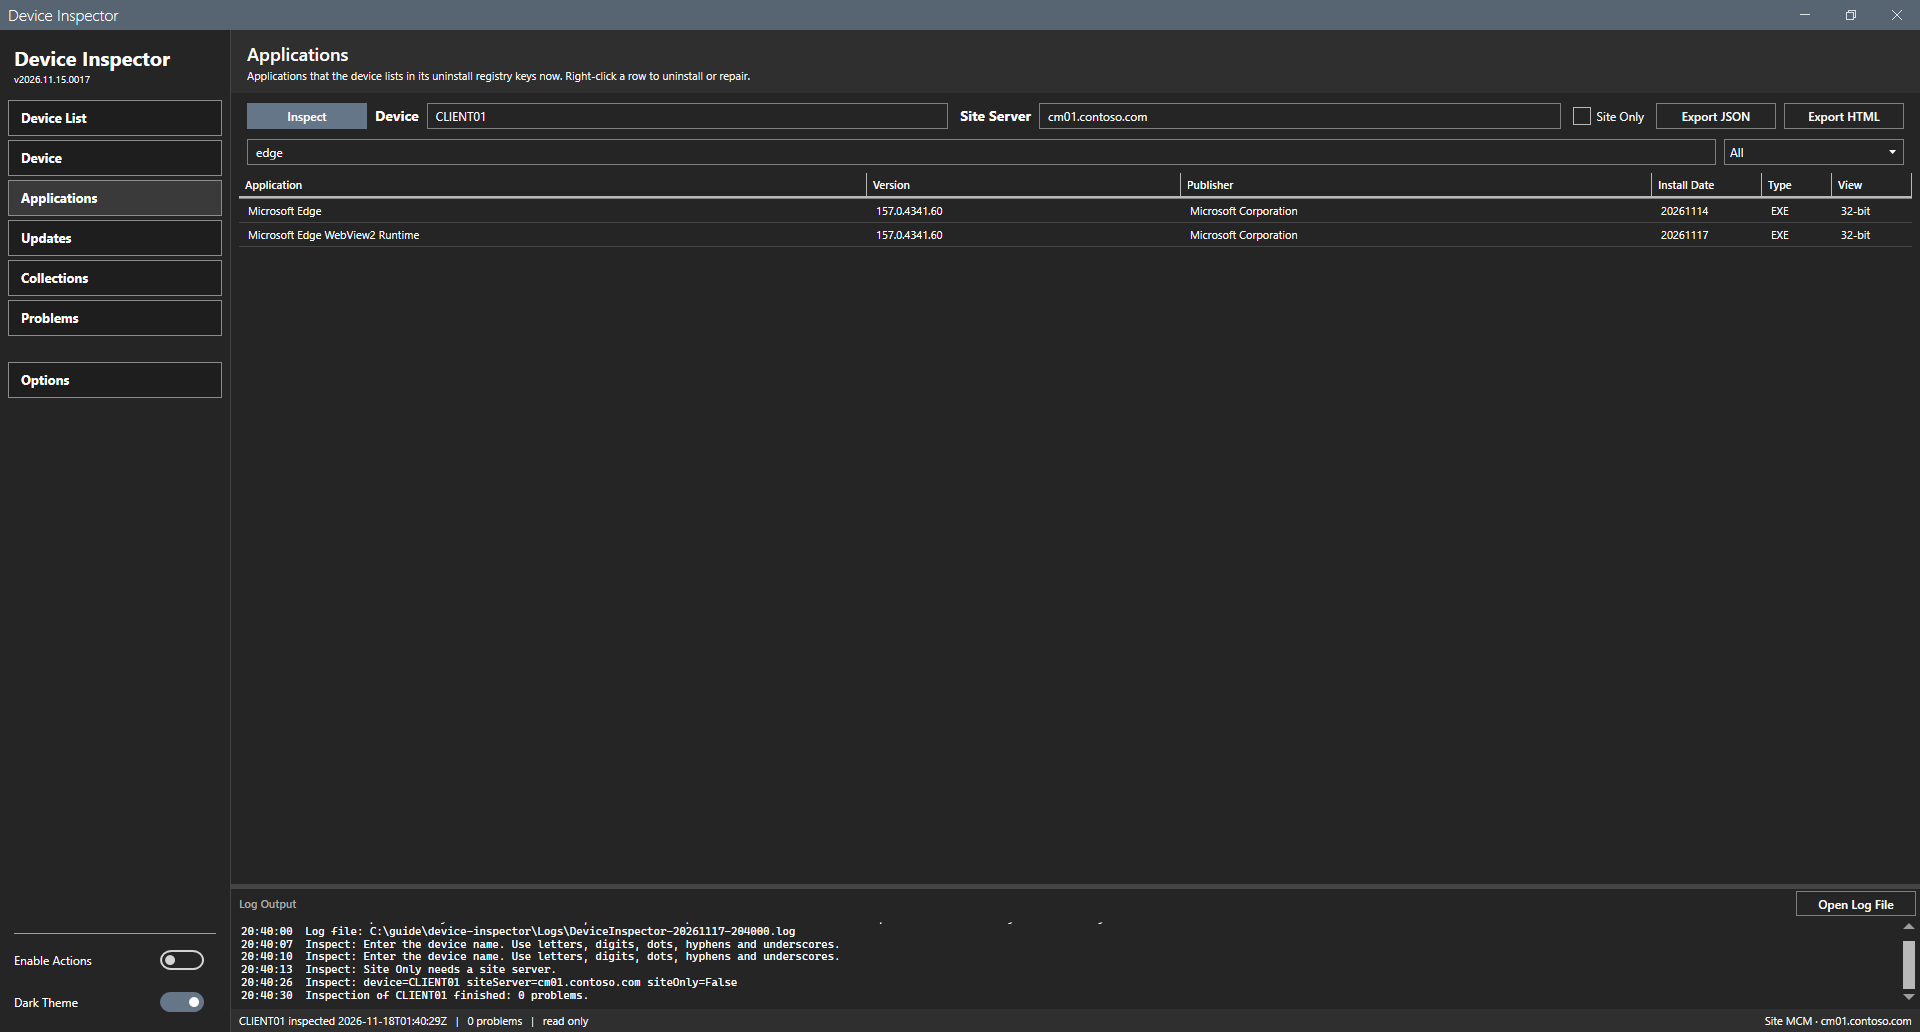 Device Inspector
Device Inspector
v2026.11.15.0017
Device List
Device
Applications
Updates
Collections
Problems
Options
Enable Actions
Dark Theme
Applications
Applications that the device lists in its uninstall registry keys now. Right-click a row to uninstall or repair.
Inspect Device CLIENT01 Site Server cm01.contoso.com Site Only Export JSON Export HTML
edge All
Application Version Publisher Install Date Type View
Microsoft Edge 157.0.4341.60 Microsoft Corporation 20261114 EXE 32-bit
Microsoft Edge WebView2 Runtime 157.0.4341.60 Microsoft Corporation 20261117 EXE 32-bit
Log Output Open Log File
20:40:00 Log file: C:\guide\device-inspector\Logs\DeviceInspector-20261117-204000.log
20:40:07 Inspect: Enter the device name. Use letters, digits, dots, hyphens and underscores.
20:40:10 Inspect: Enter the device name. Use letters, digits, dots, hyphens and underscores.
20:40:13 Inspect: Site Only needs a site server.
20:40:26 Inspect: device=CLIENT01 siteServer=cm01.contoso.com siteOnly=False
20:40:30 Inspection of CLIENT01 finished: 0 problems.
CLIENT01 inspected 2026-11-18T01:40:29Z | 0 problems | read only Site MCM · cm01.contoso.com